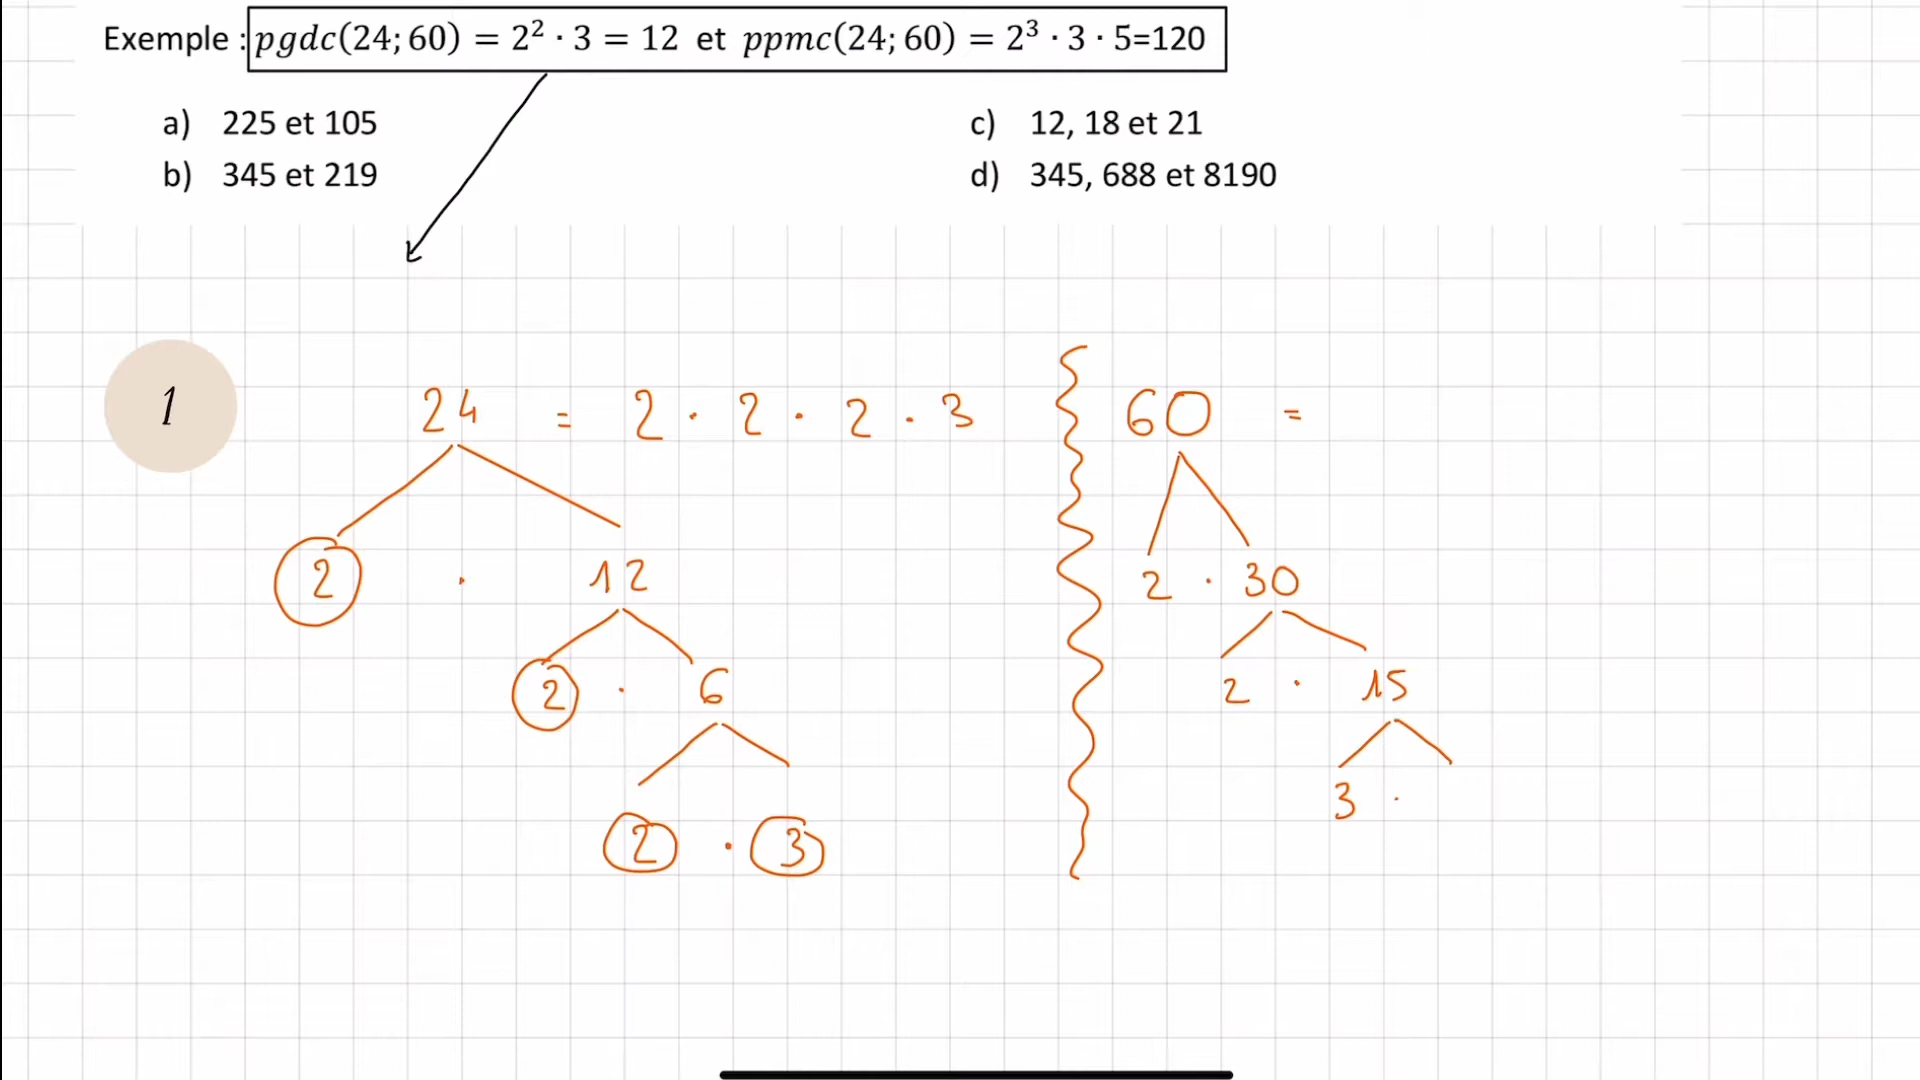 Exemple : pgdc(24; 60) = 2² · 3 = 12 et ppmc(24; 60) = 2³ · 3 · 5=120
a) 225 et 105
c) 12, 18 et 21
b) 345 et 219
d) 345, 688 et 8190
1
24 = 2 · 2 · 2 · 3
60 =
2 · 12
2 · 30
2 · 6
2 · 15
2 · 3
3 ·